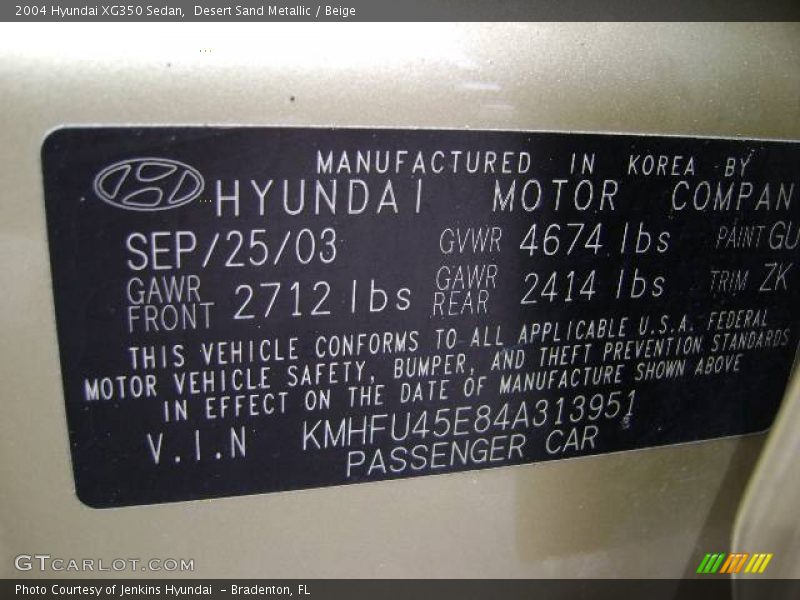 2004 Hyundai XG350 Sedan,  Desert Sand Metallic / Beige
MANUFACTURED IN KOREA BY
HYUNDAI MOTOR COMPAN
SEP/25/03 GVWR 4674 lbs PAINT GU
GAWR FRONT 2712 lbs GAWR REAR 2414 lbs TRIM ZK
THIS VEHICLE CONFORMS TO ALL APPLICABLE U.S.A. FEDERAL
MOTOR VEHICLE SAFETY, BUMPER, AND THEFT PREVENTION STANDARDS
IN EFFECT ON THE DATE OF MANUFACTURE SHOWN ABOVE
V.I.N KMHFU45E84A313951
PASSENGER CAR
GTCARLOT.COM
Photo Courtesy of Jenkins Hyundai  - Bradenton, FL